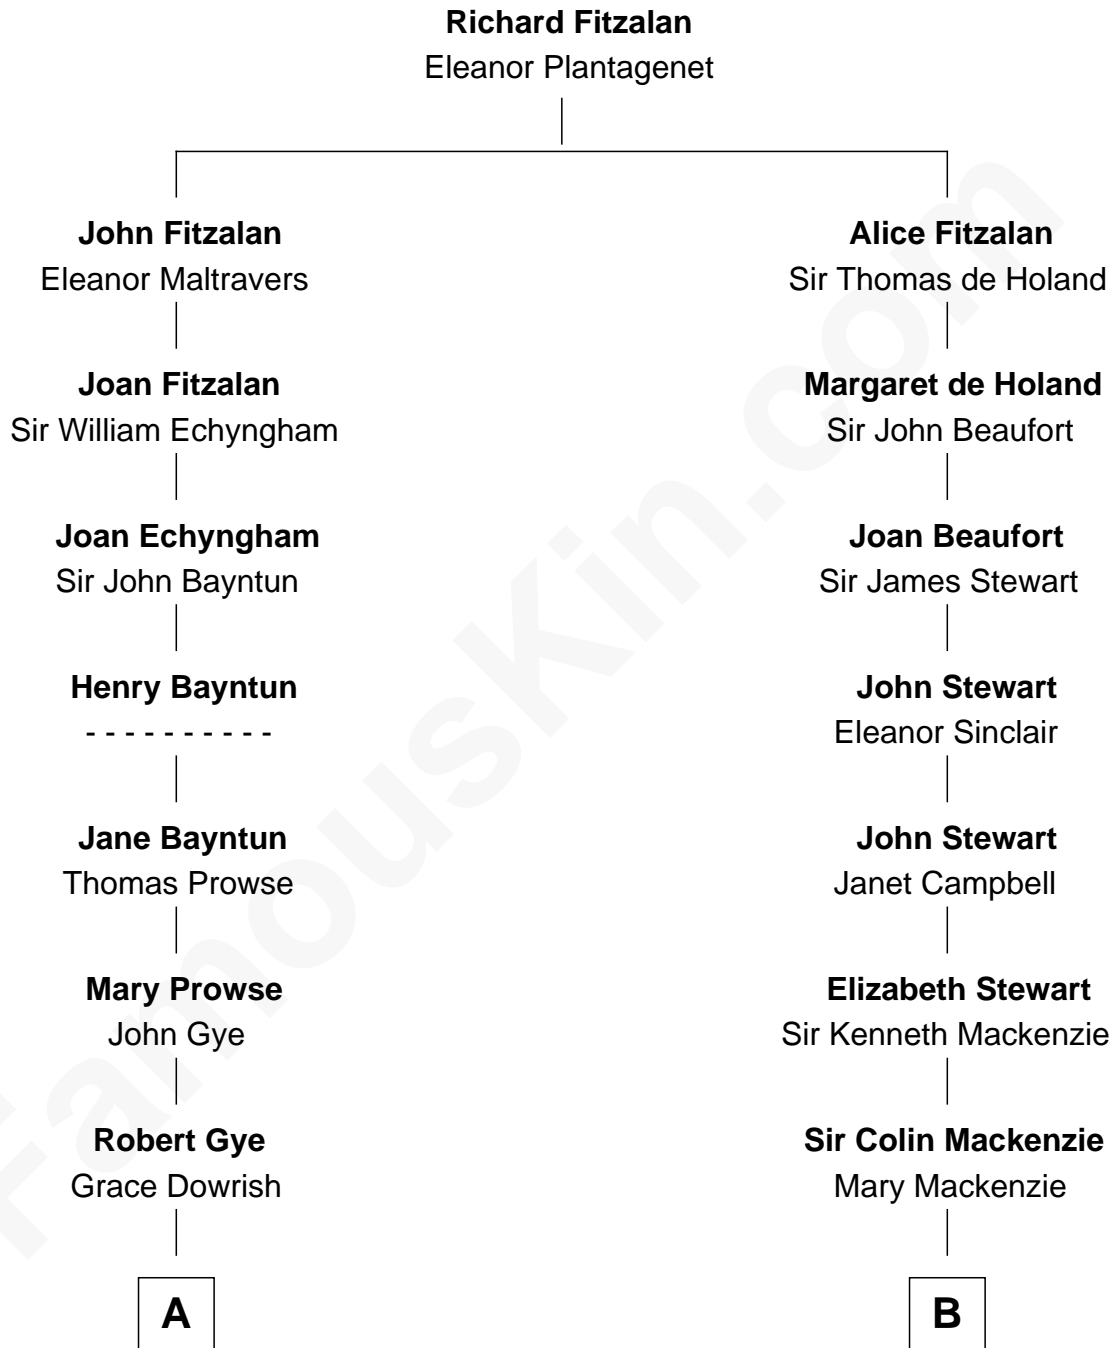 Richard Fitzalan
Eleanor Plantagenet
John Fitzalan
Eleanor Maltravers
Joan Fitzalan
Sir William Echyngham
Joan Echyngham
Sir John Bayntun
Henry Bayntun
- - - - - - - - - -
Jane Bayntun
Thomas Prowse
Mary Prowse
John Gye
Robert Gye
Grace Dowrish
A
Alice Fitzalan
Sir Thomas de Holand
Margaret de Holand
Sir John Beaufort
Joan Beaufort
Sir James Stewart
John Stewart
Eleanor Sinclair
John Stewart
Janet Campbell
Elizabeth Stewart
Sir Kenneth Mackenzie
Sir Colin Mackenzie
Mary Mackenzie
B
FamousKin.com